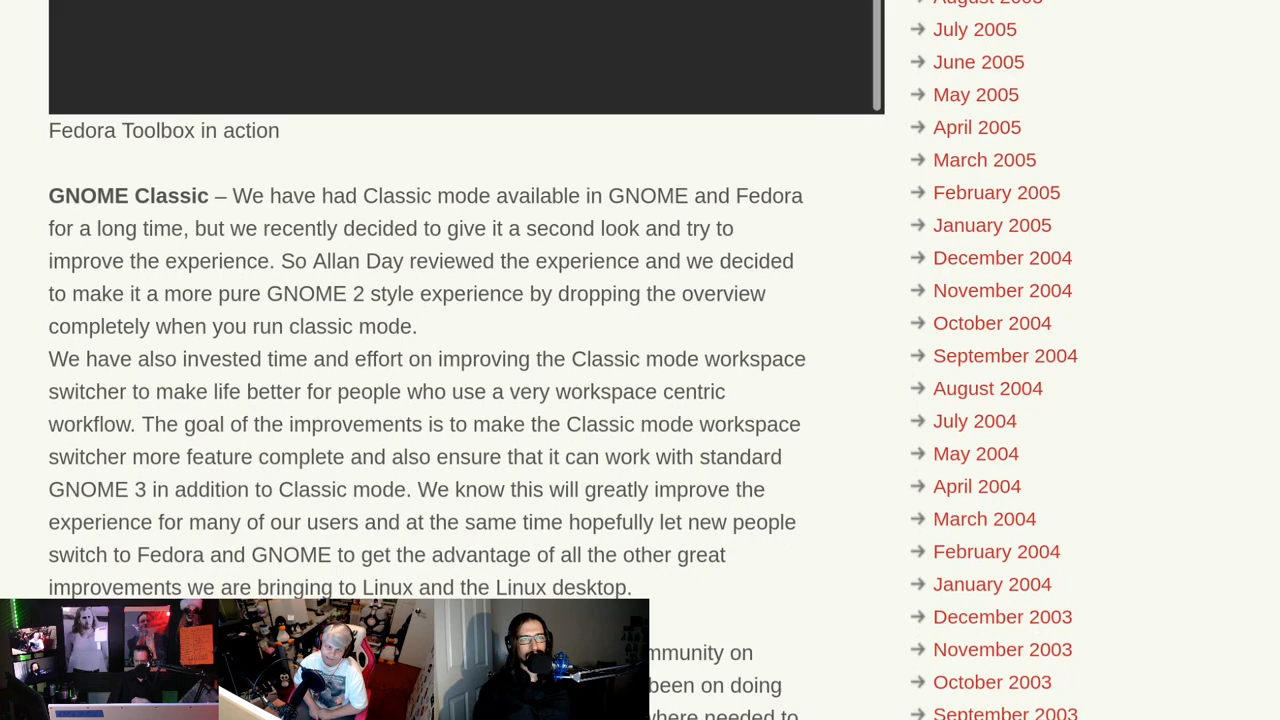 Fedora Toolbox in action
GNOME Classic – We have had Classic mode available in GNOME and Fedora
for a long time, but we recently decided to give it a second look and try to
improve the experience. So Allan Day reviewed the experience and we decided
to make it a more pure GNOME 2 style experience by dropping the overview
completely when you run classic mode.
We have also invested time and effort on improving the Classic mode workspace
switcher to make life better for people who use a very workspace centric
workflow. The goal of the improvements is to make the Classic mode workspace
switcher more feature complete and also ensure that it can work with standard
GNOME 3 in addition to Classic mode. We know this will greatly improve the
experience for many of our users and at the same time hopefully let new people
switch to Fedora and GNOME to get the advantage of all the other great
improvements we are bringing to Linux and the Linux desktop.
on
been on doing
needed to
August 2005
July 2005
June 2005
May 2005
April 2005
March 2005
February 2005
January 2005
December 2004
November 2004
October 2004
September 2004
August 2004
July 2004
May 2004
April 2004
March 2004
February 2004
January 2004
December 2003
November 2003
October 2003
September 2003